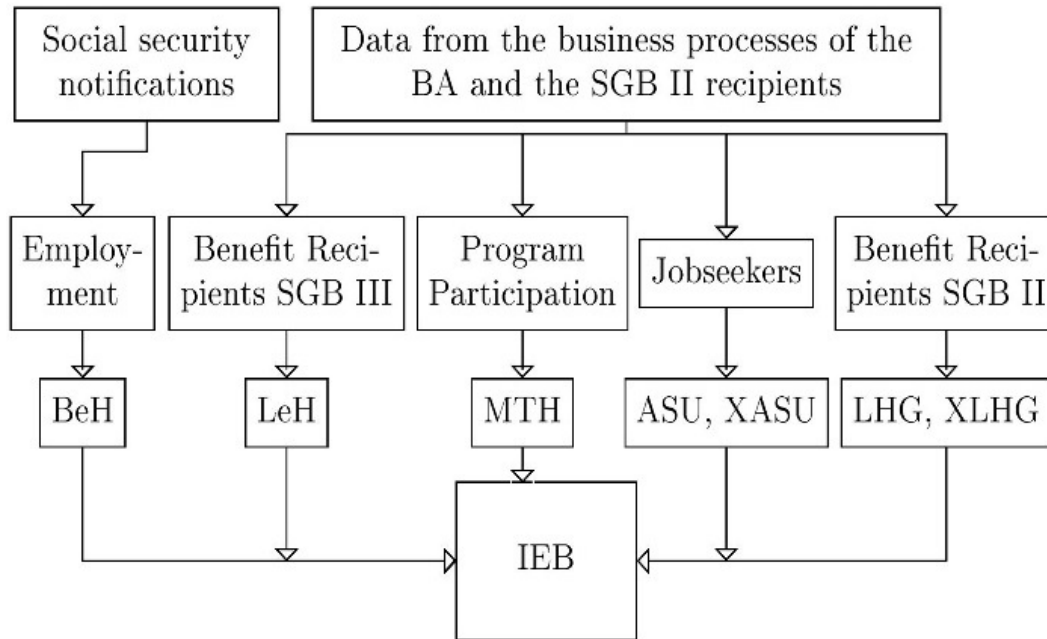 Social security
notifications
Data from the business processes of the
BA and the SGB II recipients
Employ-
ment
Benefit Reci-
pients SGB III
Program
Participation
Jobseekers
Benefit Reci-
pients SGB II
BeH
LeH
MTH
ASU, XASU
LHG, XLHG
IEB